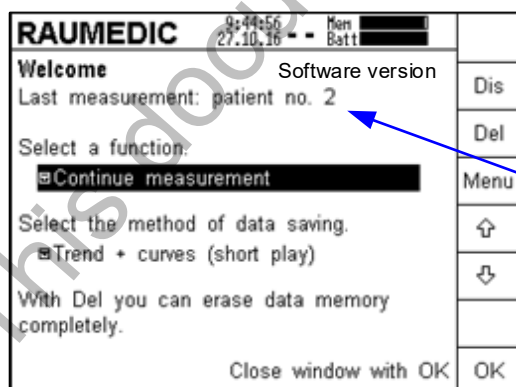 RAUMEDIC 9:44:56 Mem
27.10.16 -- Batt
Welcome Software version
Last measurement: patient no. 2
Dis
Del
Select a function.
Continue measurement
Menu
Select the method of data saving.
Trend + curves (short play)
With Del you can erase data memory
completely.
Close window with OK
OK
This docu